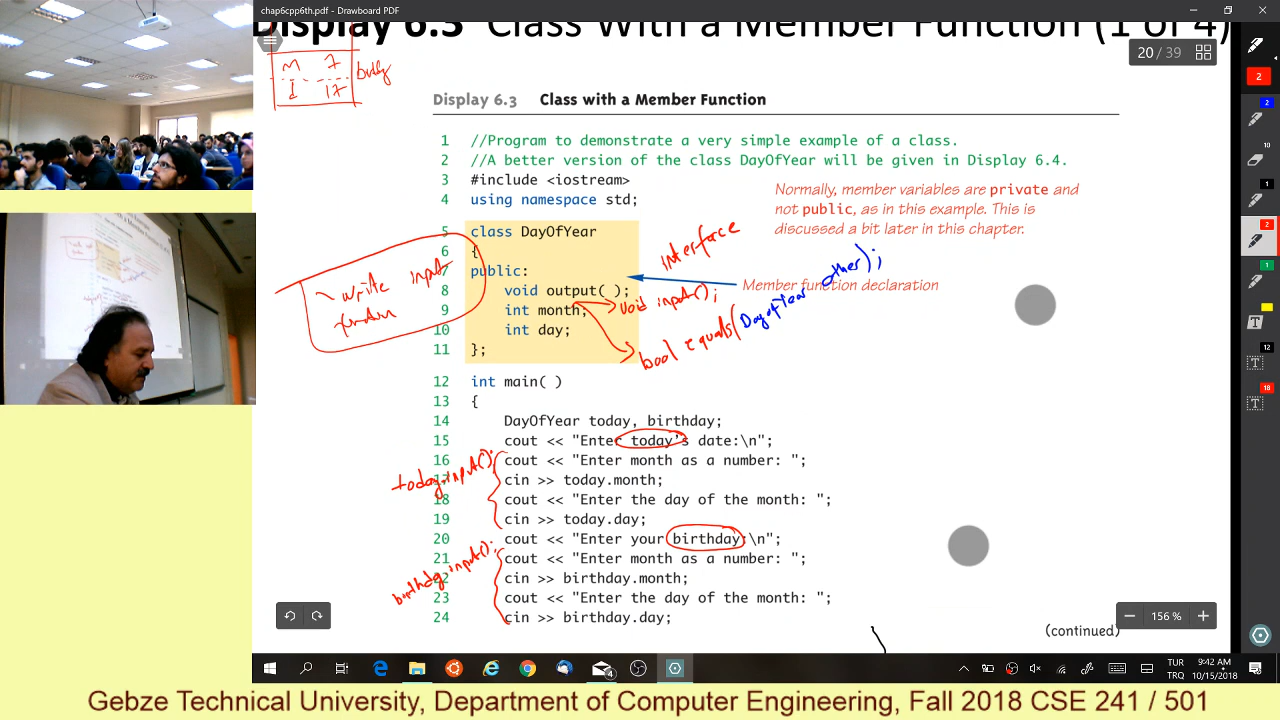 chap6cpp6th.pdf - Drawboard PDF
Display 6.3 Class With a Member Function (1 of 4)
20 / 39
m 7
d 17
Display 6.3 Class with a Member Function
1 //Program to demonstrate a very simple example of a class.
2 //A better version of the class DayOfYear will be given in Display 6.4.
3 #include <iostream>
4 using namespace std;
Normally, member variables are private and
not public, as in this example. This is
discussed a bit later in this chapter.
5 class DayOfYear
6 {
7 public:
8 void output( );
9 int month;
10 int day;
11 };
Interface
Member function declaration
void input();
bool equals(DayOfYear other);
write input
function
12 int main( )
13 {
14 DayOfYear today, birthday;
15 cout << "Enter today's date:\n";
16 cout << "Enter month as a number: ";
17 cin >> today.month;
18 cout << "Enter the day of the month: ";
19 cin >> today.day;
20 cout << "Enter your birthday:\n";
21 cout << "Enter month as a number: ";
22 cin >> birthday.month;
23 cout << "Enter the day of the month: ";
24 cin >> birthday.day;
today.input();
birthday.input();
(continued)
156 %
TUR
TRQ
9:42 AM
10/15/2018
Gebze Technical University, Department of Computer Engineering, Fall 2018 CSE 241 / 501